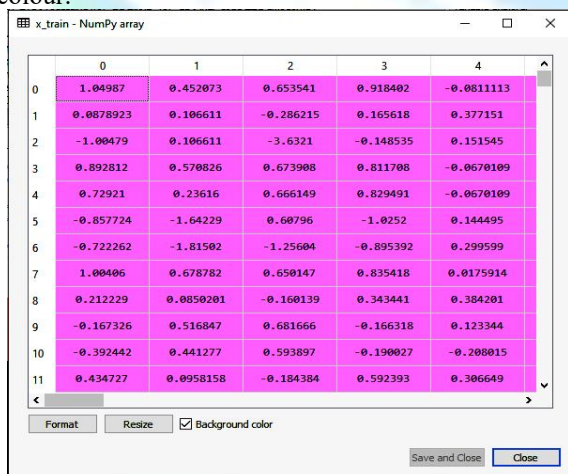 colour.
x_train - NumPy array
0 1 2 3 4
0 1.04987 0.452073 0.653541 0.918402 -0.0811113
1 0.0878923 0.106611 -0.286215 0.165618 0.377151
2 -1.00479 0.106611 -3.6321 -0.148535 0.151545
3 0.892812 0.570826 0.673908 0.811708 -0.0670109
4 0.72921 0.23616 0.666149 0.829491 -0.0670109
5 -0.857724 -1.64229 0.60796 -1.0252 0.144495
6 -0.722262 -1.81502 -1.25604 -0.895392 0.299599
7 1.00406 0.678782 0.650147 0.835418 0.0175914
8 0.212229 0.0850201 -0.160139 0.343441 0.384201
9 -0.167326 0.516847 0.681666 -0.166318 0.123344
10 -0.392442 0.441277 0.593897 -0.190027 -0.208015
11 0.434727 0.0958158 -0.184384 0.592393 0.306649
Format Resize Background color
Save and Close Close